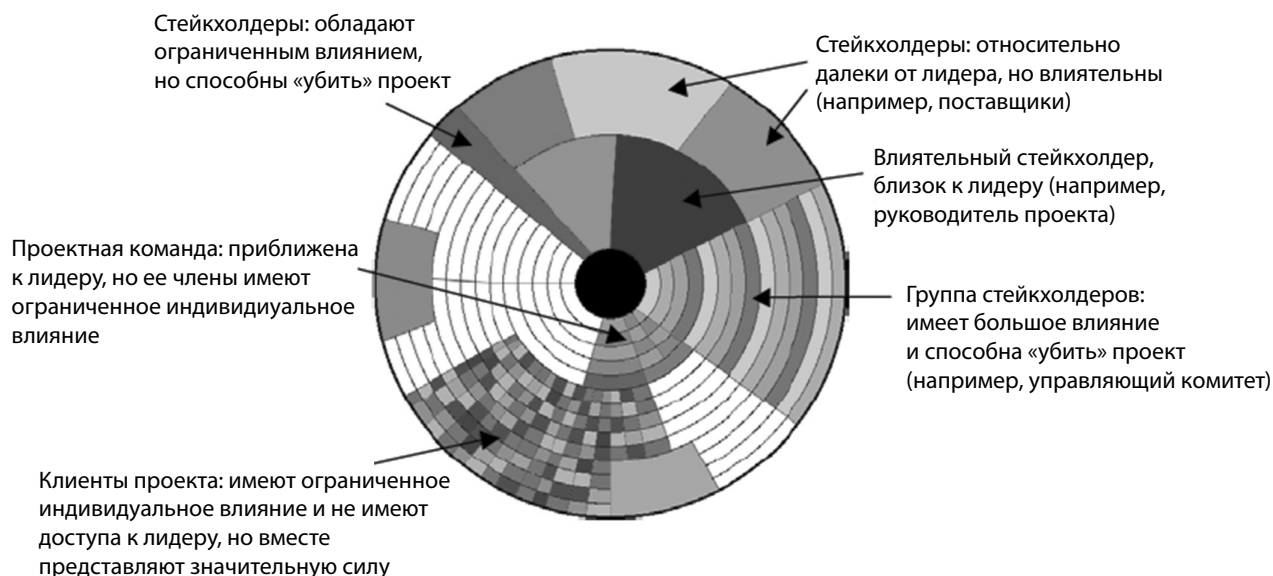 Стейкхолдеры: обладают
ограниченным влиянием,
но способны «убить» проект
Стейкхолдеры: относительно
далеки от лидера, но влиятельны
(например, поставщики)
Влиятельный стейкхолдер,
близок к лидеру (например,
руководитель проекта)
Проектная команда: приближена
к лидеру, но ее члены имеют
ограниченное индивидиуальное
влияние
Группа стейкхолдеров:
имеет большое влияние
и способна «убить» проект
(например, управляющий комитет)
Клиенты проекта: имеют ограниченное
индивидуальное влияние и не имеют
доступа к лидеру, но вместе
представляют значительную силу